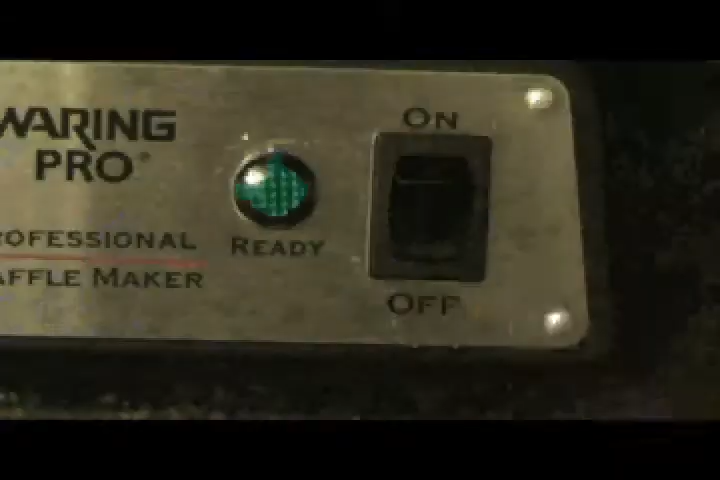 WARING
PRO®
ROFESSIONAL
AFFLE MAKER
READY
ON
OFF